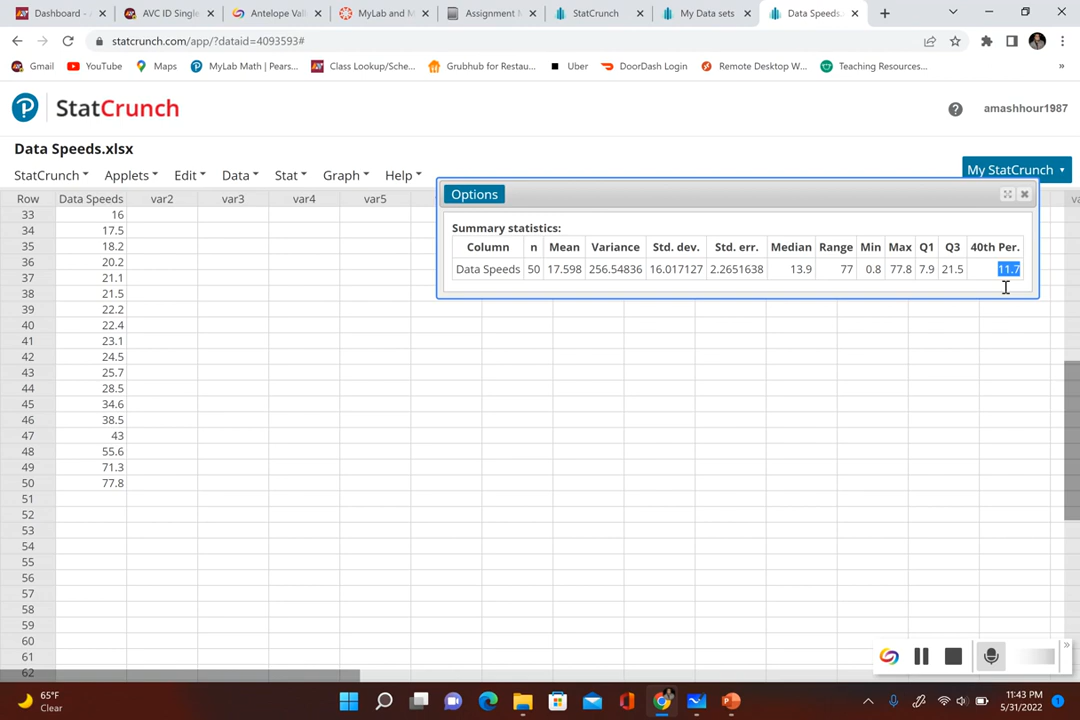 Dashboard - A
AVC ID Single
Antelope Vall
MyLab and M
Assignment M
StatCrunch
My Data sets
Data Speeds.
statcrunch.com/app/?dataid=4093593#
Gmail
YouTube
Maps
MyLab Math | Pears...
Class Lookup/Sche...
Grubhub for Restau...
Uber
DoorDash Login
Remote Desktop W...
Teaching Resources...
»
StatCrunch
amashhour1987
Data Speeds.xlsx
My StatCrunch
StatCrunch Applets Edit Data Stat Graph Help
Options
Row Data Speeds var2 var3 var4 var5
Summary statistics:
Column n Mean Variance Std. dev. Std. err. Median Range Min Max Q1 Q3 40th Per.
Data Speeds 50 17.598 256.54836 16.017127 2.2651638 13.9 77 0.8 77.8 7.9 21.5 11.7
33 16
34 17.5
35 18.2
36 20.2
37 21.1
38 21.5
39 22.2
40 22.4
41 23.1
42 24.5
43 25.7
44 28.5
45 34.6
46 38.5
47 43
48 55.6
49 71.3
50 77.8
51
52
53
54
55
56
57
58
59
60
61
62
65°F
Clear
11:43 PM
5/31/2022